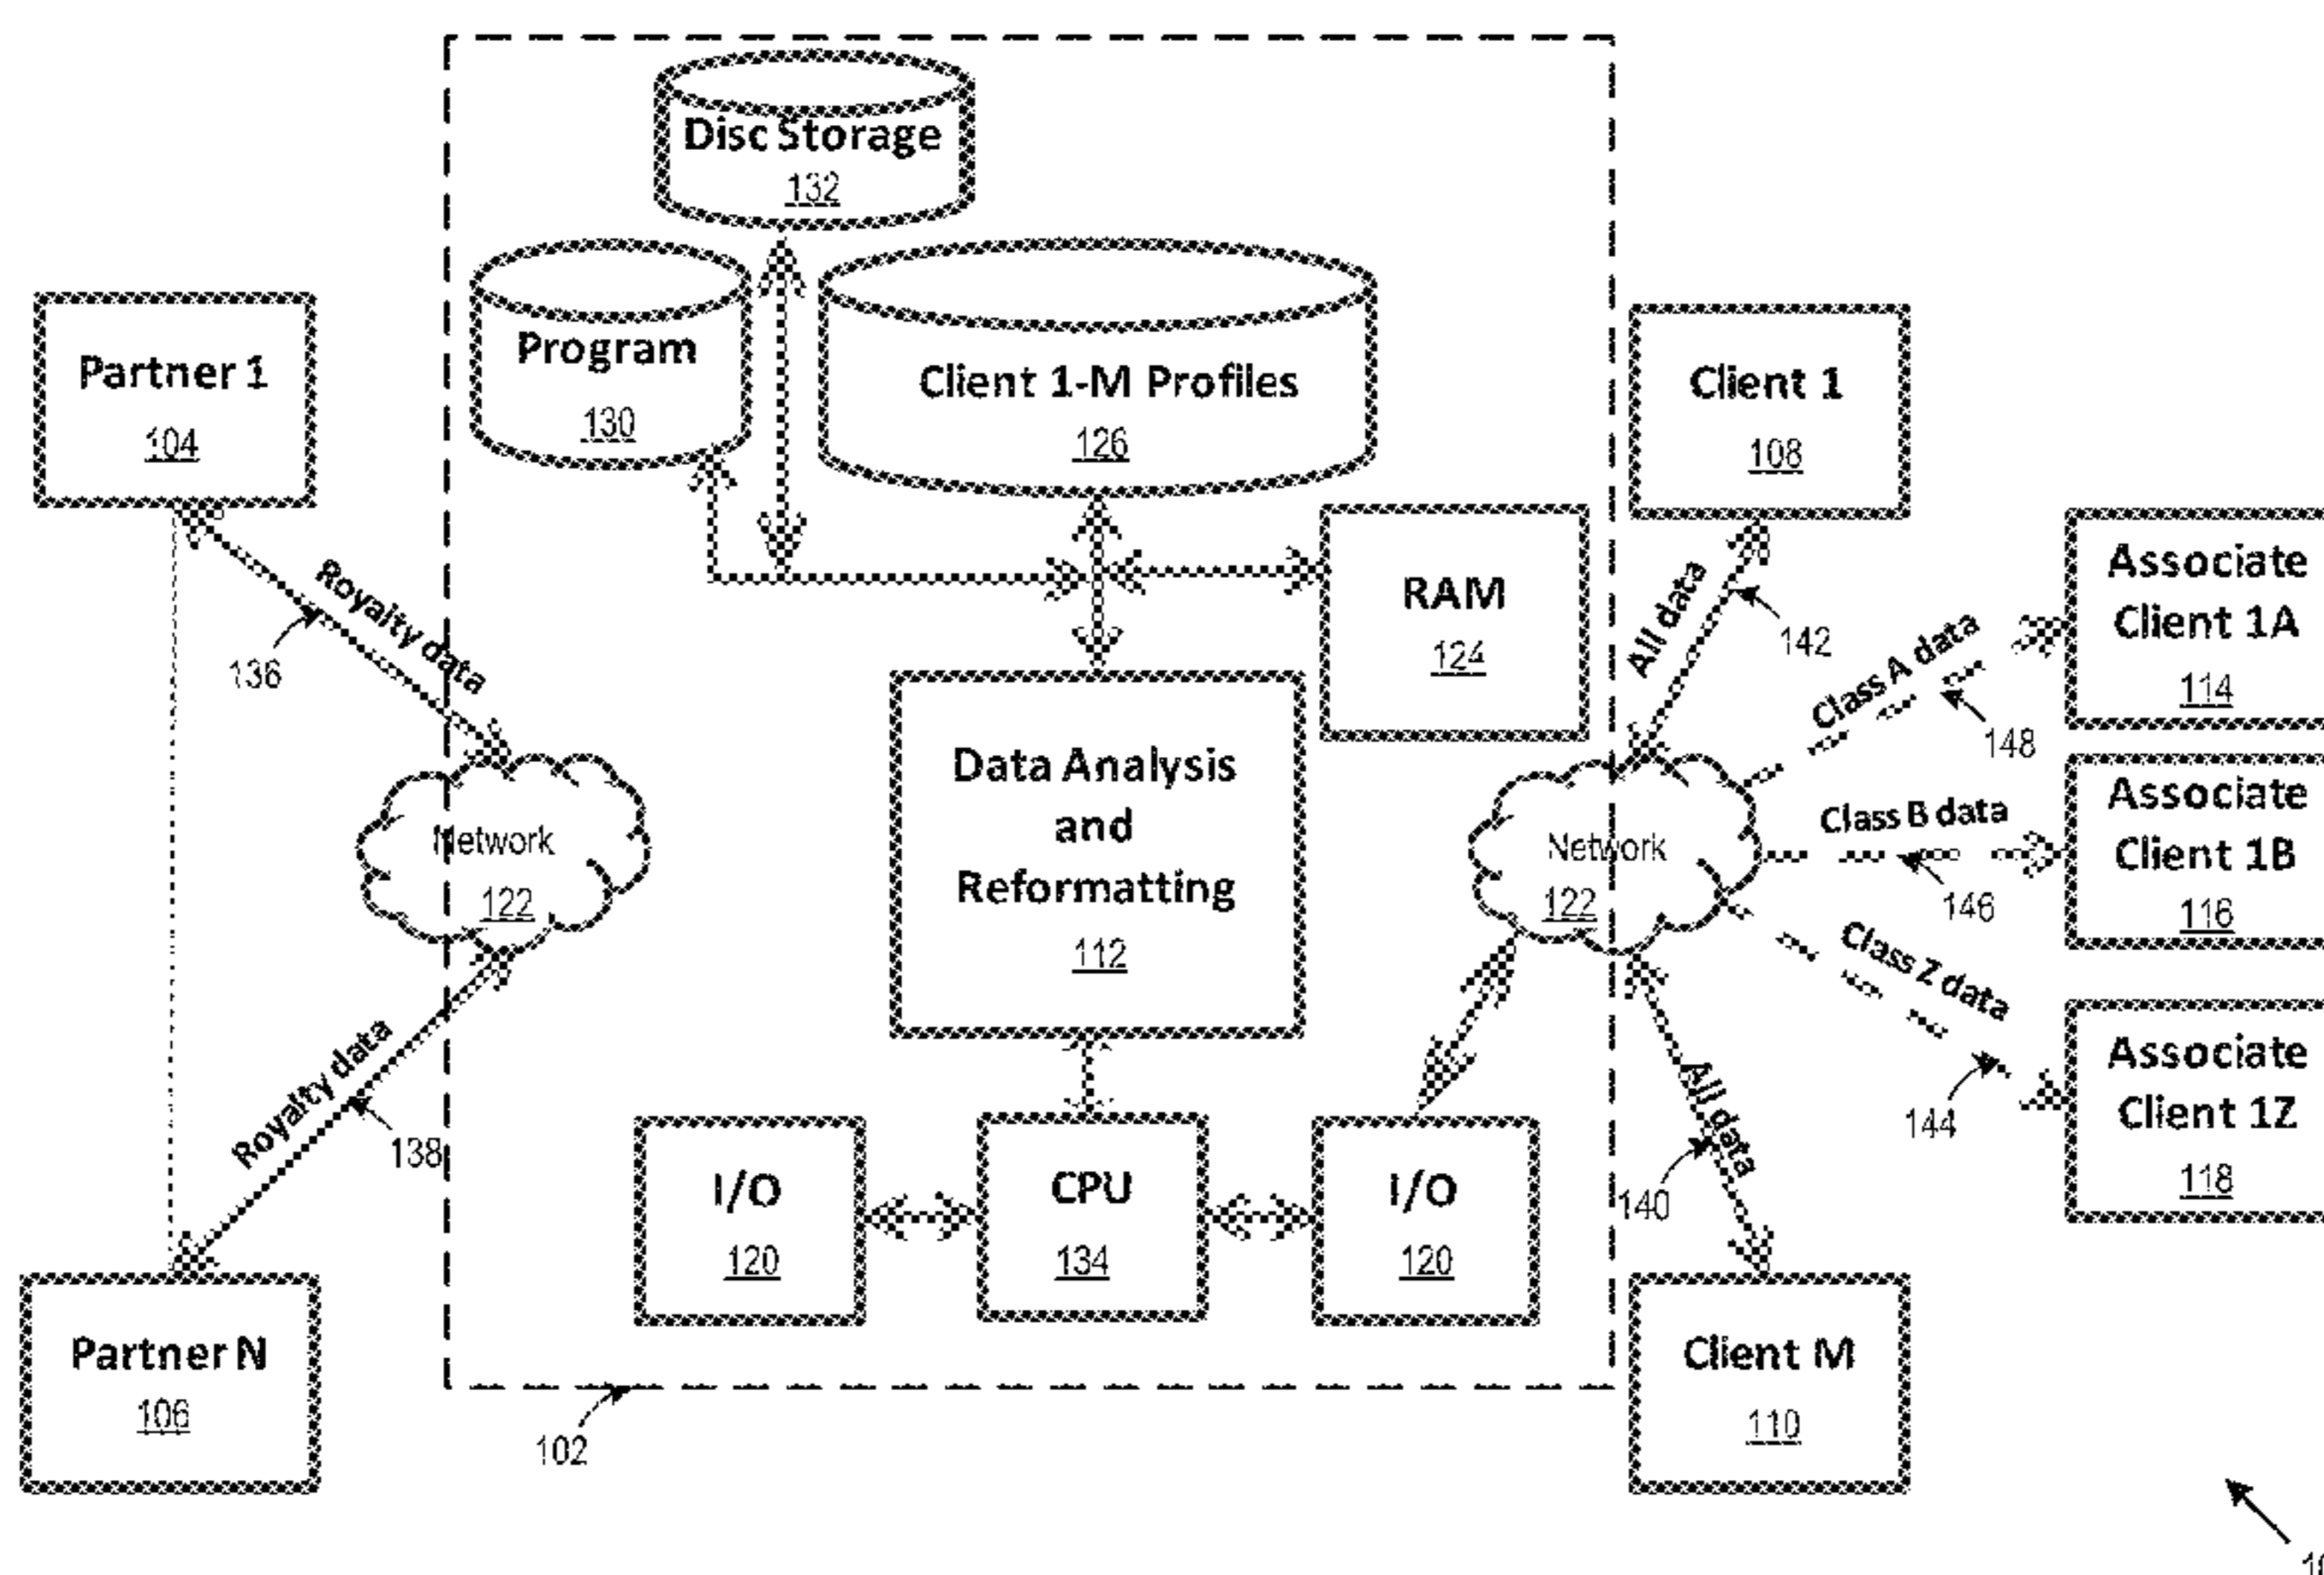 Disc Storage
132
Program
130
Client 1-M Profiles
126
Partner 1
104
Client 1
108
RAM
124
Royalty data
136
All data
142
Associate
Client 1A
114
Class A data
148
Data Analysis
and
Reformatting
112
Network
122
Network
122
Class B data
146
Associate
Client 1B
116
Class Z data
144
Associate
Client 1Z
118
Royalty data
138
I/O
120
CPU
134
I/O
120
All data
140
Partner N
106
Client M
110
102